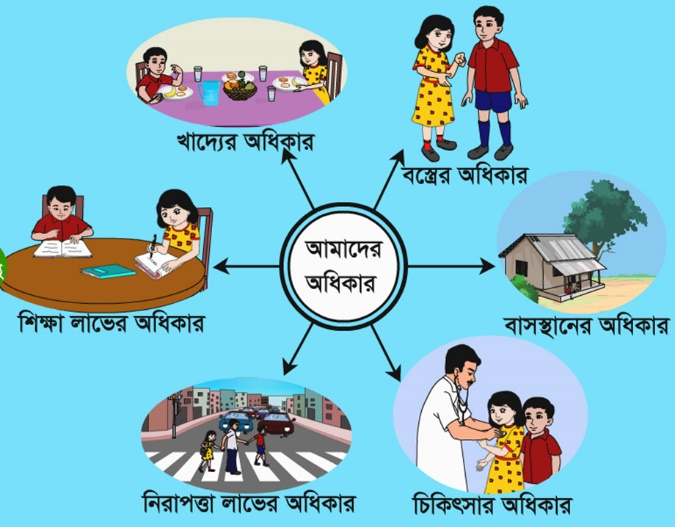 খাদ্যের অধিকার
বস্ত্রের অধিকার
আমাদের
অধিকার
শিক্ষা লাভের অধিকার
বাসস্থানের অধিকার
নিরাপত্তা লাভের অধিকার
চিকিৎসার অধিকার